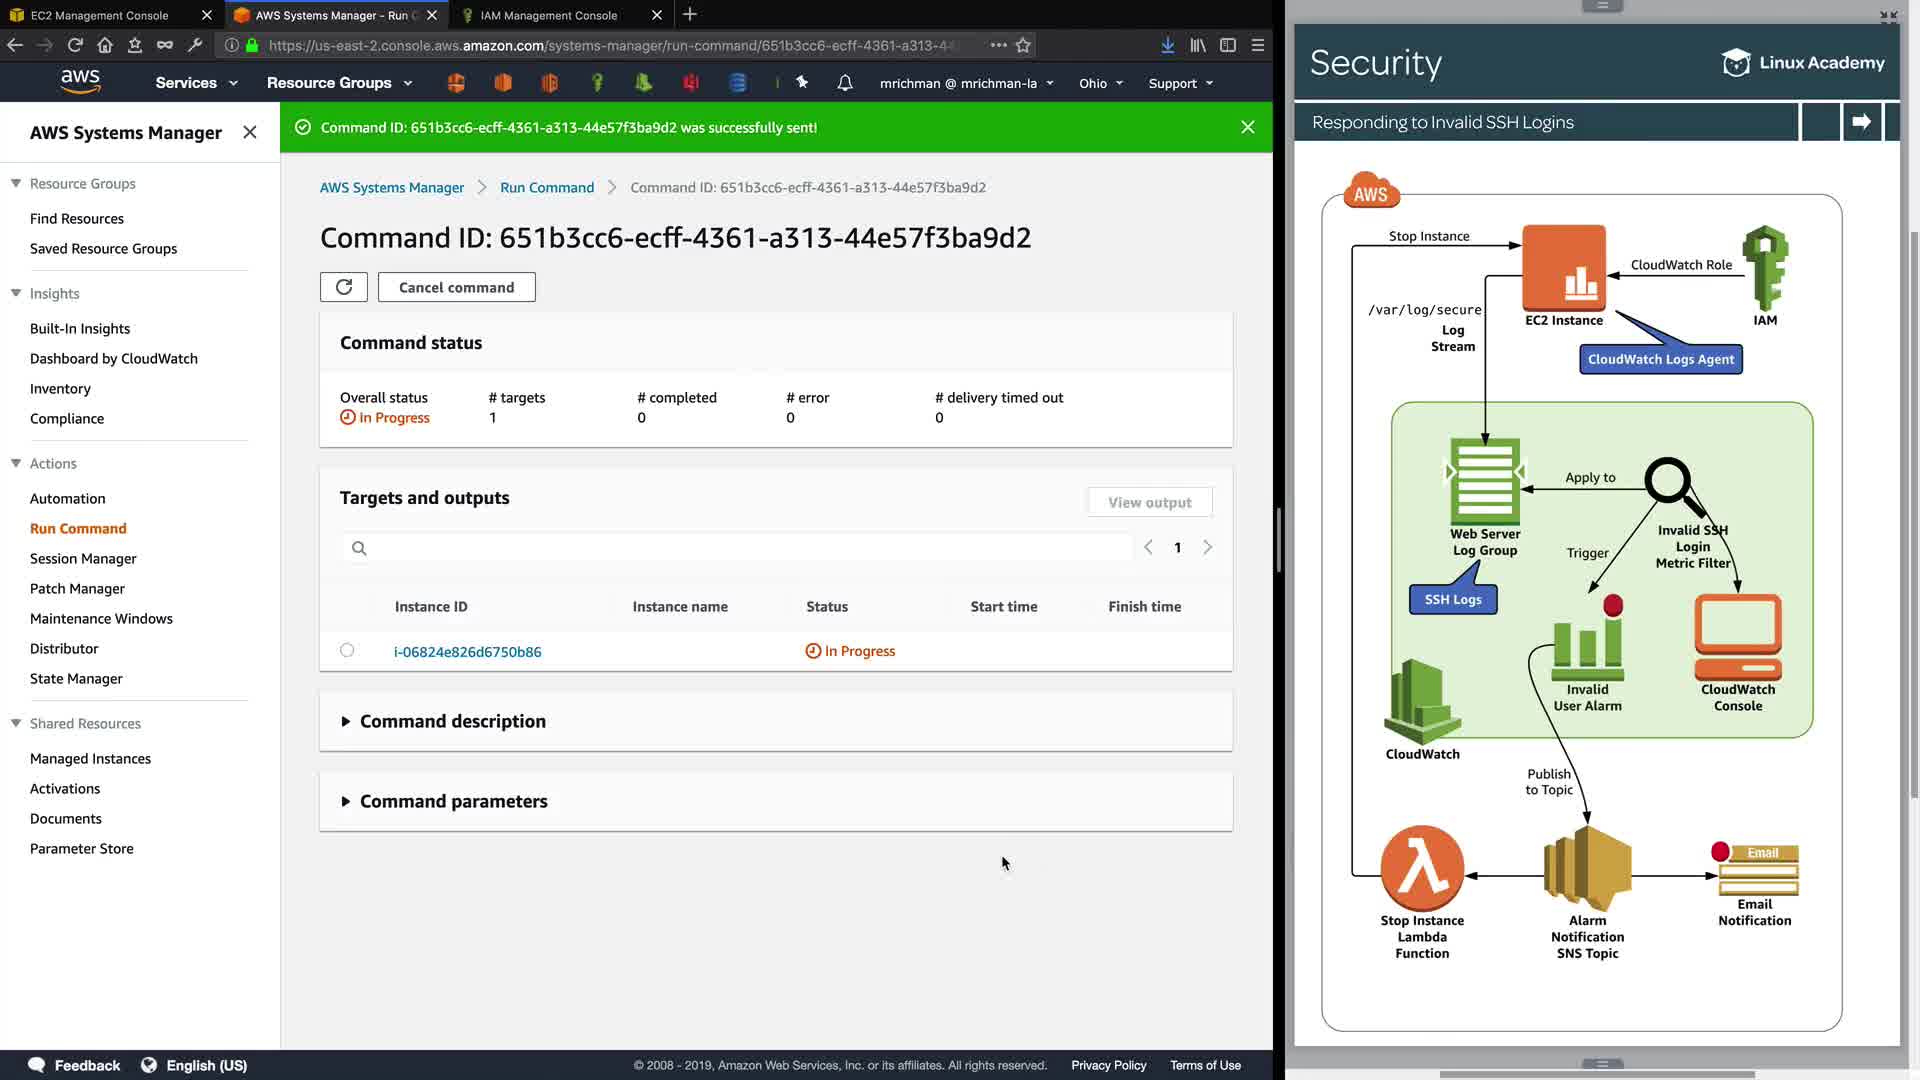 EC2 Management Console
AWS Systems Manager - Run C
IAM Management Console
https://us-east-2.console.aws.amazon.com/systems-manager/run-command/651b3cc6-ecff-4361-a313-44
aws
Services
Resource Groups
mrichman @ mrichman-la
Ohio
Support
AWS Systems Manager
Resource Groups
Find Resources
Saved Resource Groups
Insights
Built-In Insights
Dashboard by CloudWatch
Inventory
Compliance
Actions
Automation
Run Command
Session Manager
Patch Manager
Maintenance Windows
Distributor
State Manager
Shared Resources
Managed Instances
Activations
Documents
Parameter Store
Command ID: 651b3cc6-ecff-4361-a313-44e57f3ba9d2 was successfully sent!
AWS Systems Manager > Run Command > Command ID: 651b3cc6-ecff-4361-a313-44e57f3ba9d2
Command ID: 651b3cc6-ecff-4361-a313-44e57f3ba9d2
Cancel command
Command status
Overall status # targets # completed # error # delivery timed out
In Progress 1 0 0 0
Targets and outputs
View output
1
Instance ID Instance name Status Start time Finish time
i-06824e826d6750b86 In Progress
Command description
Command parameters
Feedback
English (US)
© 2008 - 2019, Amazon Web Services, Inc. or its affiliates. All rights reserved.
Privacy Policy
Terms of Use
Security
Linux Academy
Responding to Invalid SSH Logins
AWS
Stop Instance
CloudWatch Role
/var/log/secure
Log
Stream
EC2 Instance
IAM
CloudWatch Logs Agent
Apply to
Web Server
Log Group
Invalid SSH
Login
Metric Filter
Trigger
SSH Logs
Invalid
User Alarm
CloudWatch
Console
CloudWatch
Publish
to Topic
Email
Stop Instance
Lambda
Function
Alarm
Notification
SNS Topic
Email
Notification